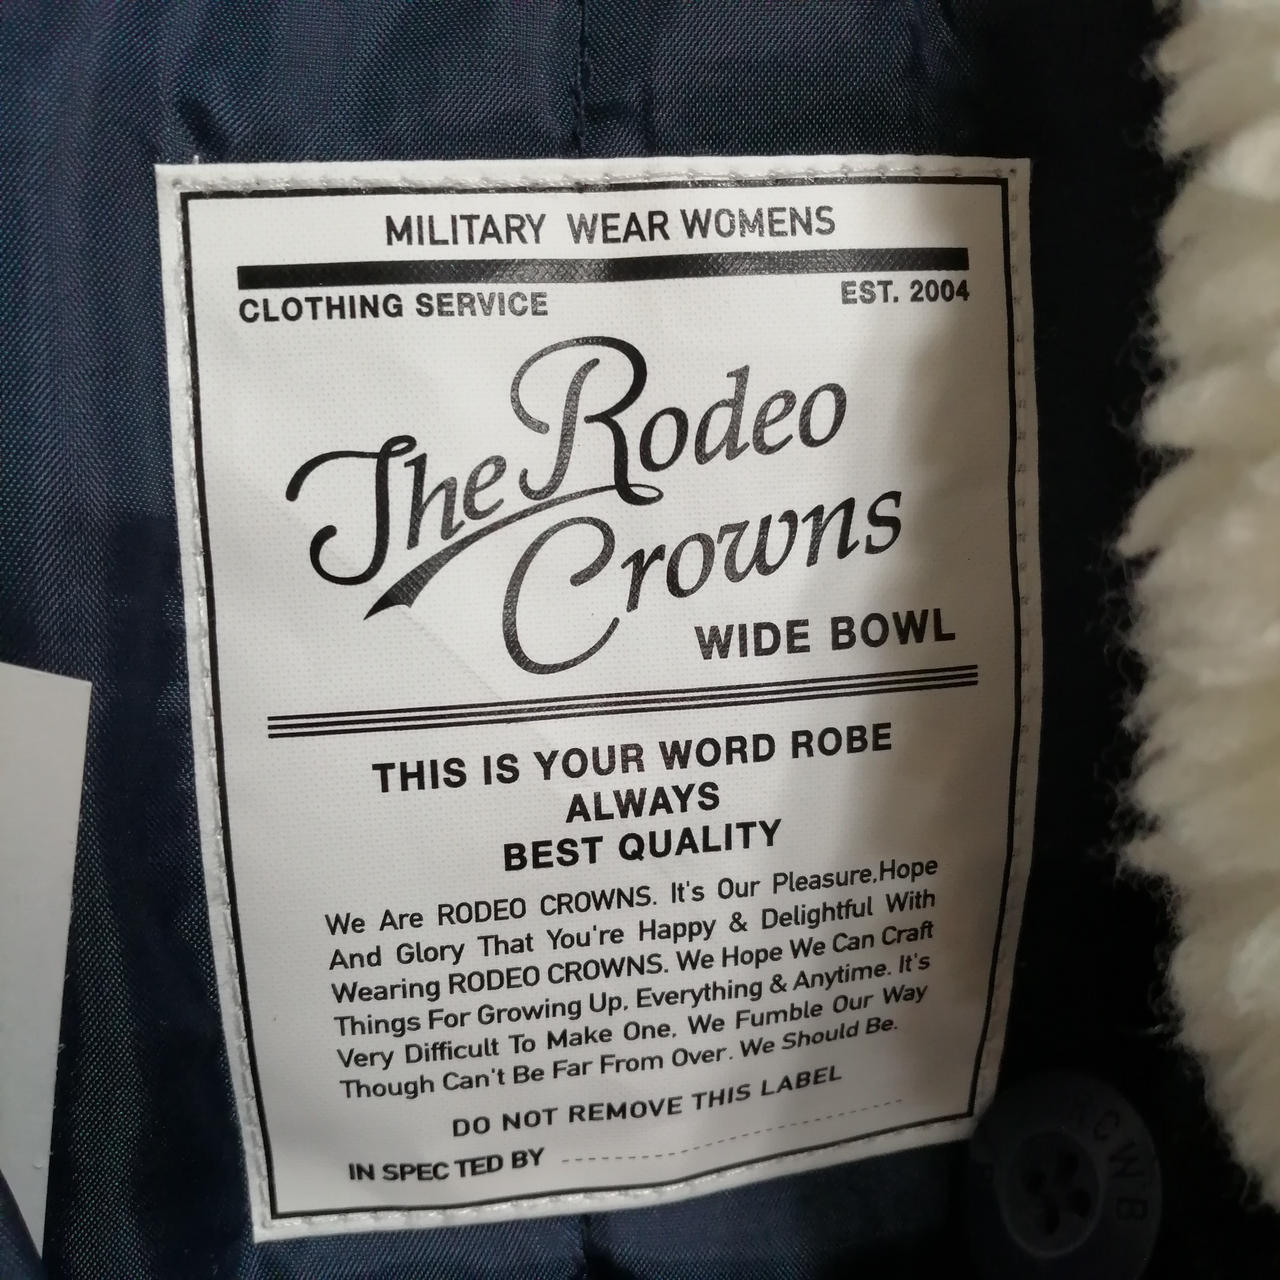 MILITARY WEAR WOMENS
CLOTHING SERVICE EST. 2004
The Rodeo
Crowns
WIDE BOWL
THIS IS YOUR WORD ROBE
ALWAYS
BEST QUALITY
We Are RODEO CROWNS. It's Our Pleasure,Hope
And Glory That You're Happy & Delightful With
Wearing RODEO CROWNS. We Hope We Can Craft
Things For Growing Up, Everything & Anytime. It's
Very Difficult To Make One, We Fumble Our Way
Though Can't Be Far From Over. We Should Be.
DO NOT REMOVE THIS LABEL
IN SPEC TED BY
RCWB